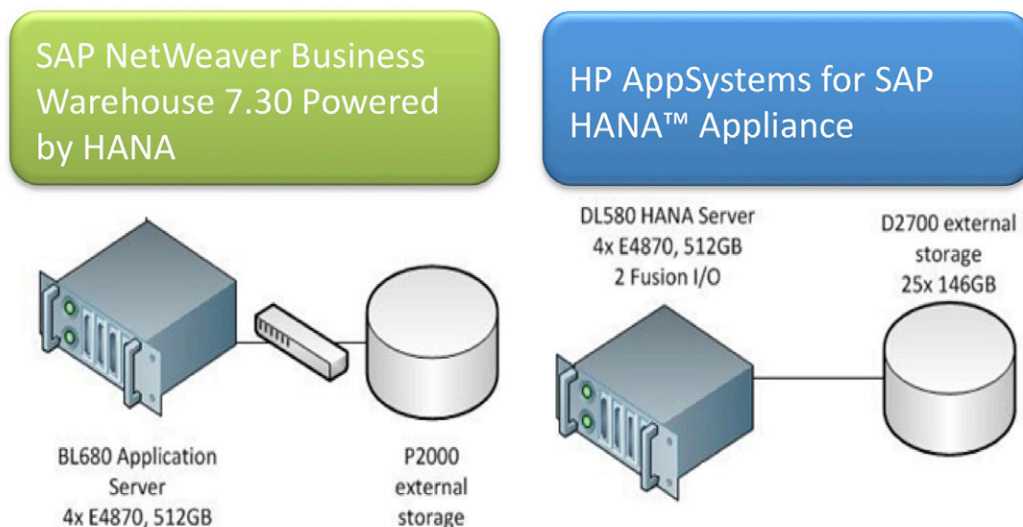 SAP NetWeaver Business
Warehouse 7.30 Powered
by HANA
HP AppSystems for SAP
HANA™ Appliance
DL580 HANA Server
4x E4870, 512GB
2 Fusion I/O
D2700 external
storage
25x 146GB
BL680 Application
Server
4x E4870, 512GB
P2000
external
storage